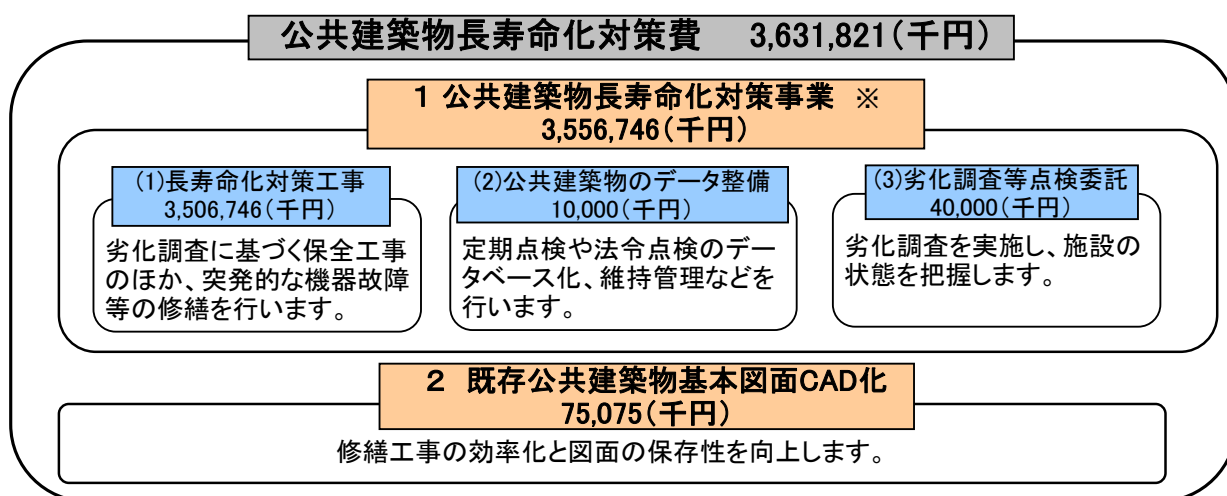 公共建築物長寿命化対策費　3,631,821(千円)
１ 公共建築物長寿命化対策事業 ※
3,556,746(千円)
(1)長寿命化対策工事
3,506,746(千円)
劣化調査に基づく保全工事
のほか、突発的な機器故障
等の修繕を行います。
(2)公共建築物のデータ整備
10,000(千円)
定期点検や法令点検のデー
タベース化、維持管理などを
行います。
(3)劣化調査等点検委託
40,000(千円)
劣化調査を実施し、施設の
状態を把握します。
２ 既存公共建築物基本図面CAD化
75,075(千円)
修繕工事の効率化と図面の保存性を向上します。